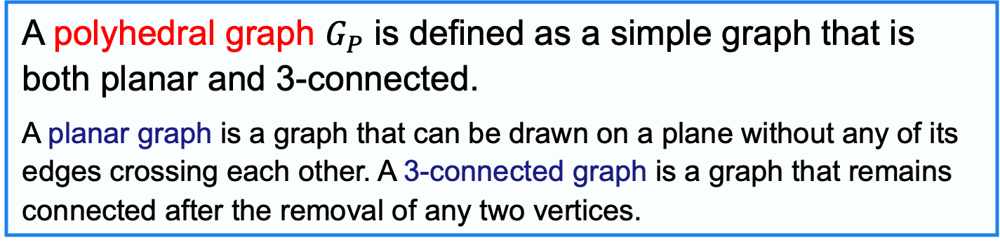 A polyhedral graph 𝐺𝑃 is defined as a simple graph that is
both planar and 3-connected.
A planar graph is a graph that can be drawn on a plane without any of its
edges crossing each other. A 3-connected graph is a graph that remains
connected after the removal of any two vertices.